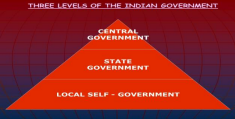 THREE LEVELS OF THE INDIAN GOVERNMENT
CENTRAL
GOVERNMENT
STATE
GOVERNMENT
LOCAL SELF - GOVERNMENT